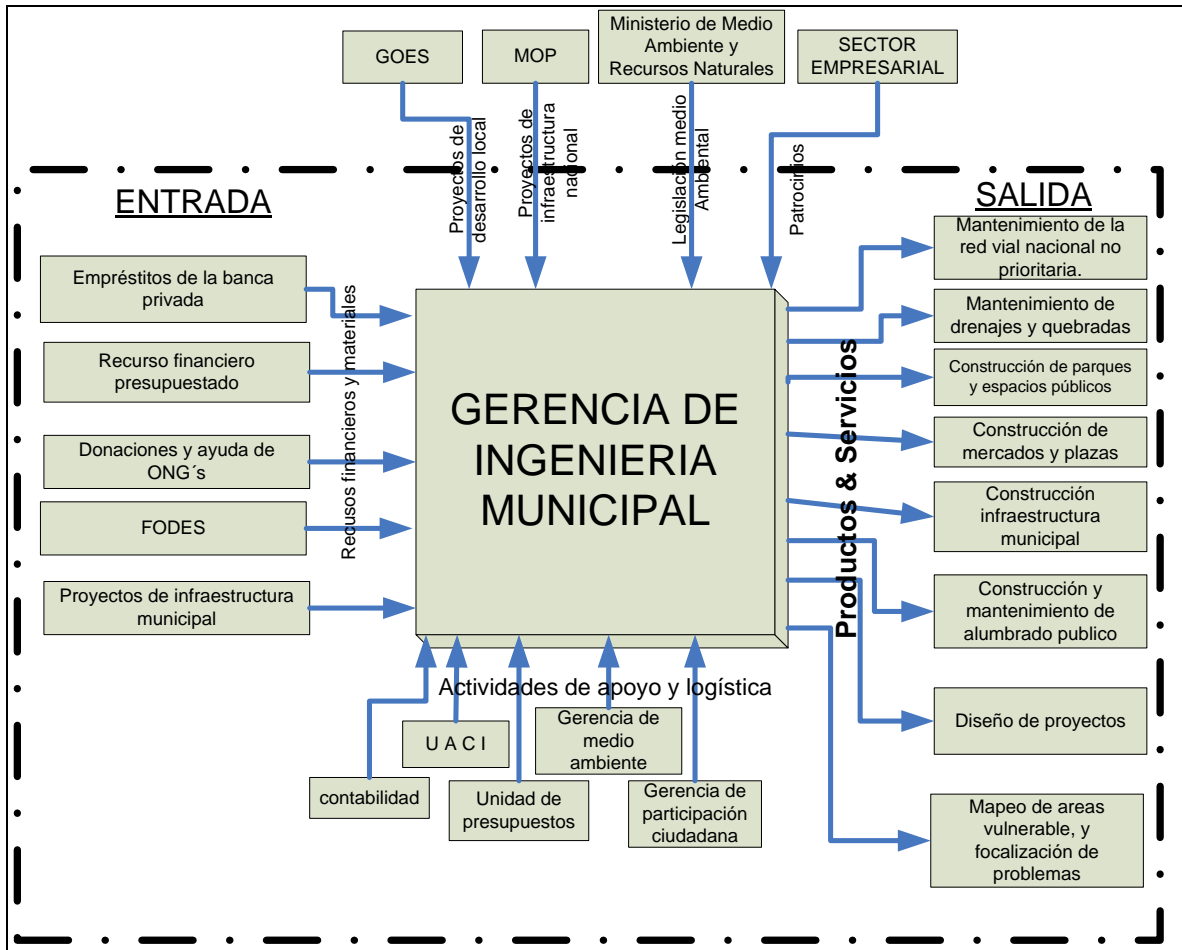 GOES
MOP
Ministerio de Medio
Ambiente y
Recursos Naturales
SECTOR
EMPRESARIAL
Proyectos de
desarrollo local
Proyectos de
infraestructura
nacional
Legislación medio
Ambiental
Patrocinios
ENTRADA
Empréstitos de la banca
privada
Recurso financiero
presupuestado
Donaciones y ayuda de
ONG´s
FODES
Proyectos de infraestructura
municipal
Recusos financieros y materiales
GERENCIA DE
INGENIERIA
MUNICIPAL
Productos & Servicios
SALIDA
Mantenimiento de la
red vial nacional no
prioritaria.
Mantenimiento de
drenajes y quebradas
Construcción de parques
y espacios públicos
Construcción de
mercados y plazas
Construcción
infraestructura
municipal
Construcción y
mantenimiento de
alumbrado publico
Diseño de proyectos
Mapeo de areas
vulnerable, y
focalización de
problemas
Actividades de apoyo y logística
contabilidad
U A C I
Unidad de
presupuestos
Gerencia de
medio
ambiente
Gerencia de
participación
ciudadana